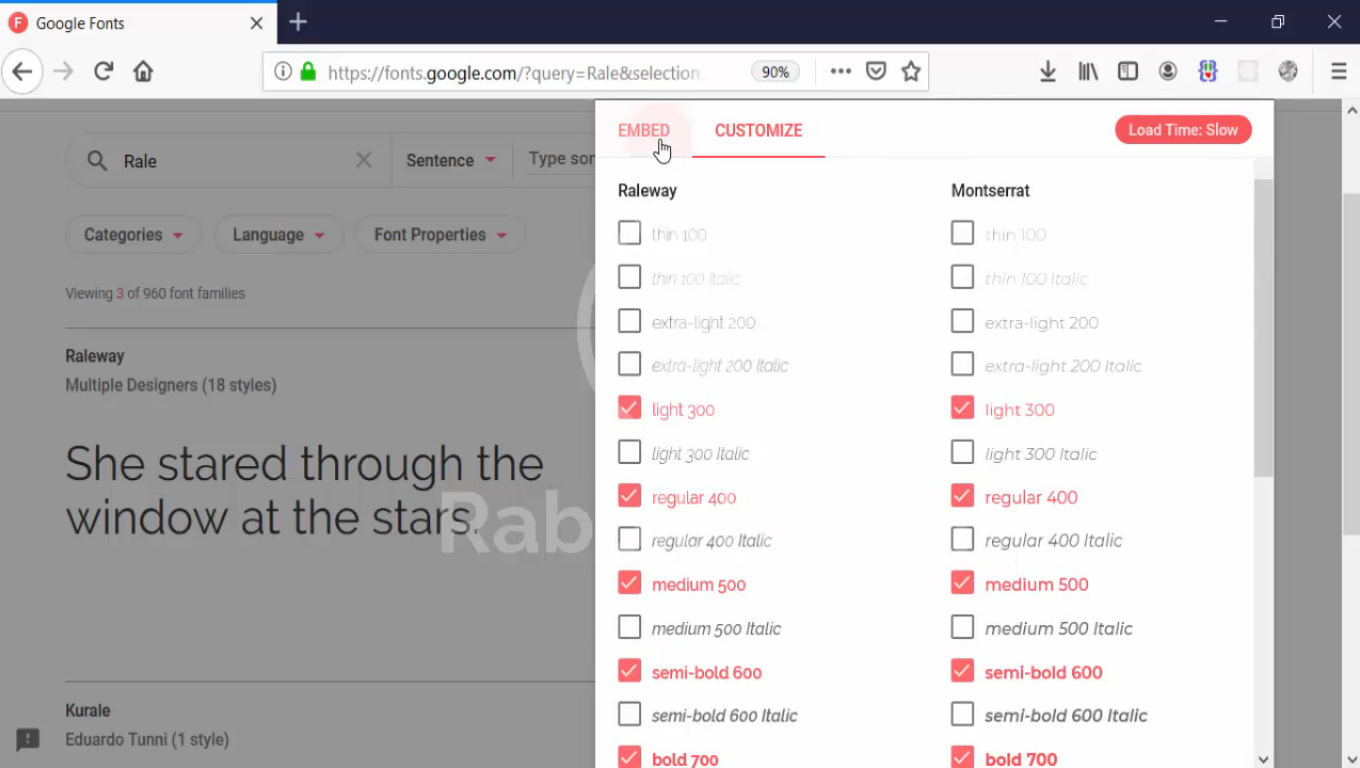 Google Fonts
https://fonts.google.com/?query=Rale&selection
90%
EMBED
CUSTOMIZE
Load Time: Slow
Rale
Sentence
Type so
Categories
Language
Font Properties
Viewing 3 of 960 font families
Raleway
Multiple Designers (18 styles)
She stared through the
window at the stars.
Rab
Kurale
Eduardo Tunni (1 style)
Raleway
thin 100
thin 100 Italic
extra-light 200
extra-light 200 Italic
light 300
light 300 Italic
regular 400
regular 400 Italic
medium 500
medium 500 Italic
semi-bold 600
semi-bold 600 Italic
bold 700
Montserrat
thin 100
thin 100 Italic
extra-light 200
extra-light 200 Italic
light 300
light 300 Italic
regular 400
regular 400 Italic
medium 500
medium 500 Italic
semi-bold 600
semi-bold 600 Italic
bold 700